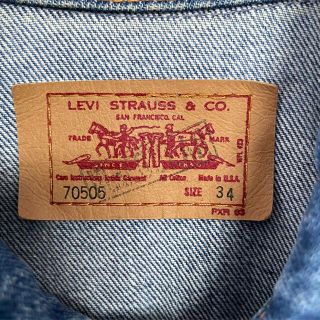 LEVI STRAUSS & CO.
SAN FRANCISCO, CAL
TRADE MARK
Care Instructions Inside Garment All Cotton Made in U.S.A.
70505 SIZE 34